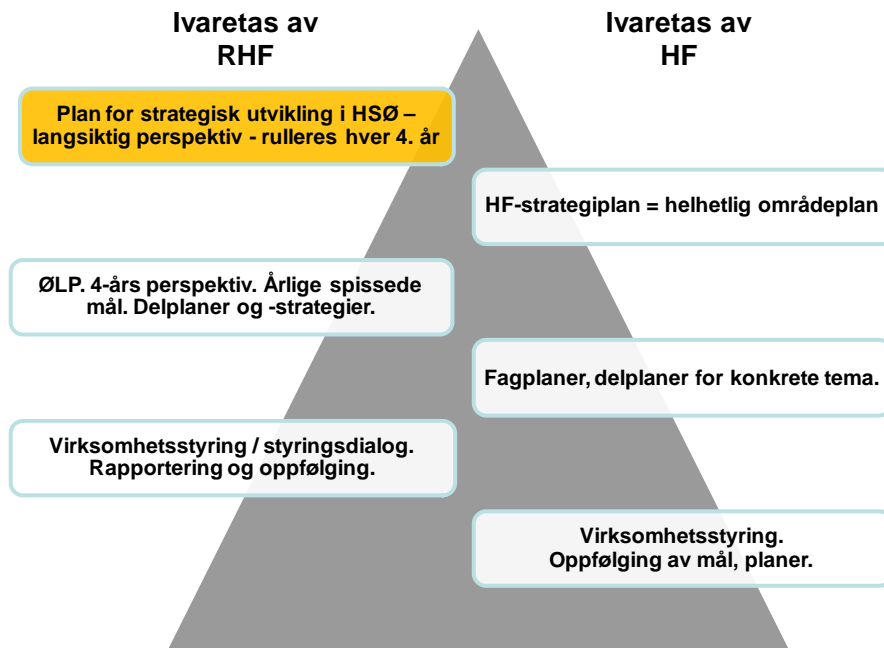 Ivaretas av
RHF
Ivaretas av
HF
Plan for strategisk utvikling i HSØ –
langsiktig perspektiv - rulleres hver 4. år
HF-strategiplan = helhetlig områdeplan
ØLP. 4-års perspektiv. Årlige spissede
mål. Delplaner og -strategier.
Fagplaner, delplaner for konkrete tema.
Virksomhetsstyring / styringsdialog.
Rapportering og oppfølging.
Virksomhetsstyring.
Oppfølging av mål, planer.